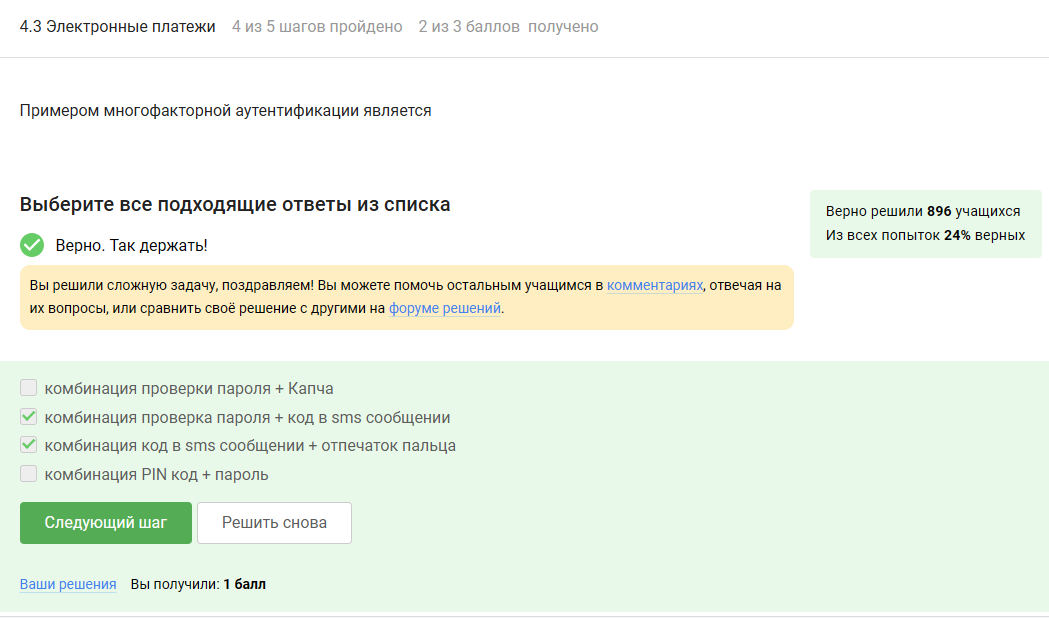 4.3 Электронные платежи 4 из 5 шагов пройдено 2 из 3 баллов получено
Примером многофакторной аутентификации является
Выберите все подходящие ответы из списка
Верно решили 896 учащихся
Из всех попыток 24% верных
Верно. Так держать!
Вы решили сложную задачу, поздравляем! Вы можете помочь остальным учащимся в комментариях, отвечая на
их вопросы, или сравнить своё решение с другими на форуме решений.
комбинация проверки пароля + Капча
комбинация проверка пароля + код в sms сообщении
комбинация код в sms сообщении + отпечаток пальца
комбинация PIN код + пароль
Следующий шаг Решить снова
Ваши решения Вы получили: 1 балл